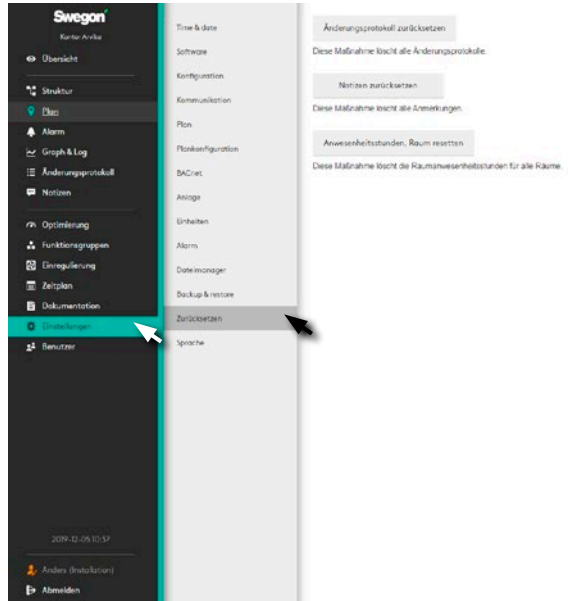 Swegon
Kontor Arvika
Übersicht
Struktur
Plan
Alarm
Graph & Log
Änderungsprotokoll
Notizen
Optimierung
Funktionsgruppen
Einregulierung
Zeitplan
Dokumentation
Einstellungen
Benutzer
2019-12-05 10:57
Anders (Installation)
Abmelden
Time & date
Software
Konfiguration
Kommunikation
Plan
Plankonfiguration
BACnet
Anlage
Einheiten
Alarm
Dateimanager
Backup & restore
Zurücksetzen
Sprache
Änderungsprotokoll zurücksetzen
Diese Maßnahme löscht alle Änderungsprotokolle.
Notizen zurücksetzen
Diese Maßnahme löscht alle Anmerkungen.
Anwesenheitsstunden, Raum resetten
Diese Maßnahme löscht die Raumanwesenheitsstunden für alle Räume.